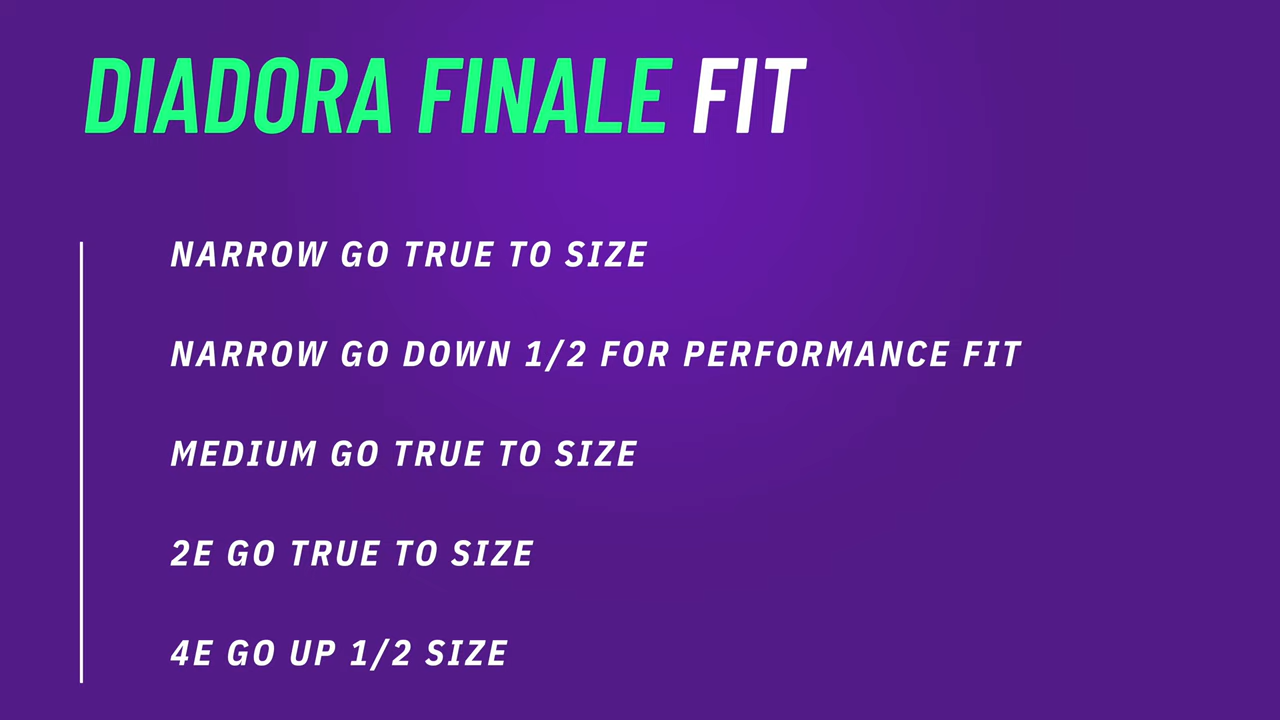 DIADORA FINALE FIT
NARROW GO TRUE TO SIZE
NARROW GO DOWN 1/2 FOR PERFORMANCE FIT
MEDIUM GO TRUE TO SIZE
2E GO TRUE TO SIZE
4E GO UP 1/2 SIZE